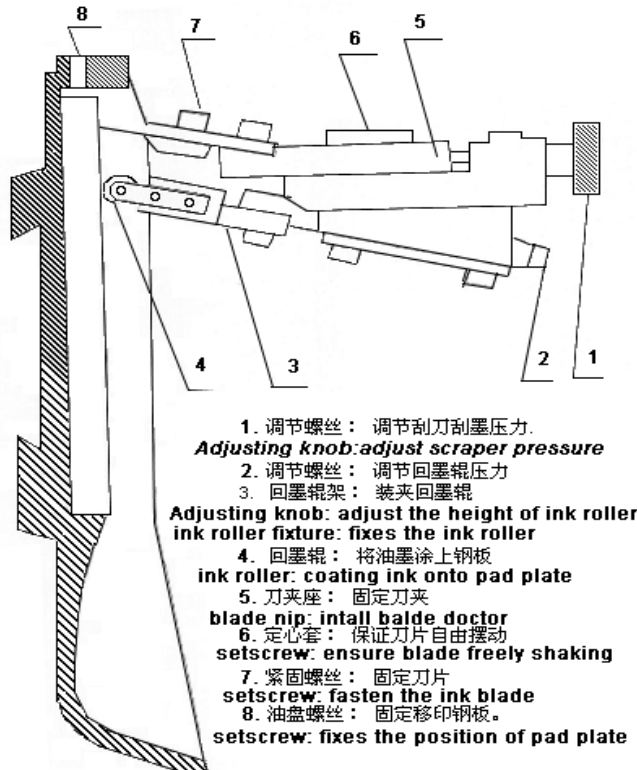 8
7
6
5
4
3
2
1
1. 调节螺丝： 调节刮刀刮墨压力.
Adjusting knob:adjust scraper pressure
2. 调节螺丝： 调节回墨辊压力
3. 回墨辊架： 装夹回墨辊
Adjusting knob: adjust the height of ink roller
ink roller fixture: fixes the ink roller
4. 回墨辊： 将油墨涂上钢板
ink roller: coating ink onto pad plate
5. 刀夹座： 固定刀夹
blade nip: intall balde doctor
6. 定心套： 保证刀片自由摆动
setscrew: ensure blade freely shaking
7. 紧固螺丝： 固定刀片
setscrew: fasten the ink blade
8. 油盘螺丝： 固定移印钢板。
setscrew: fixes the position of pad plate